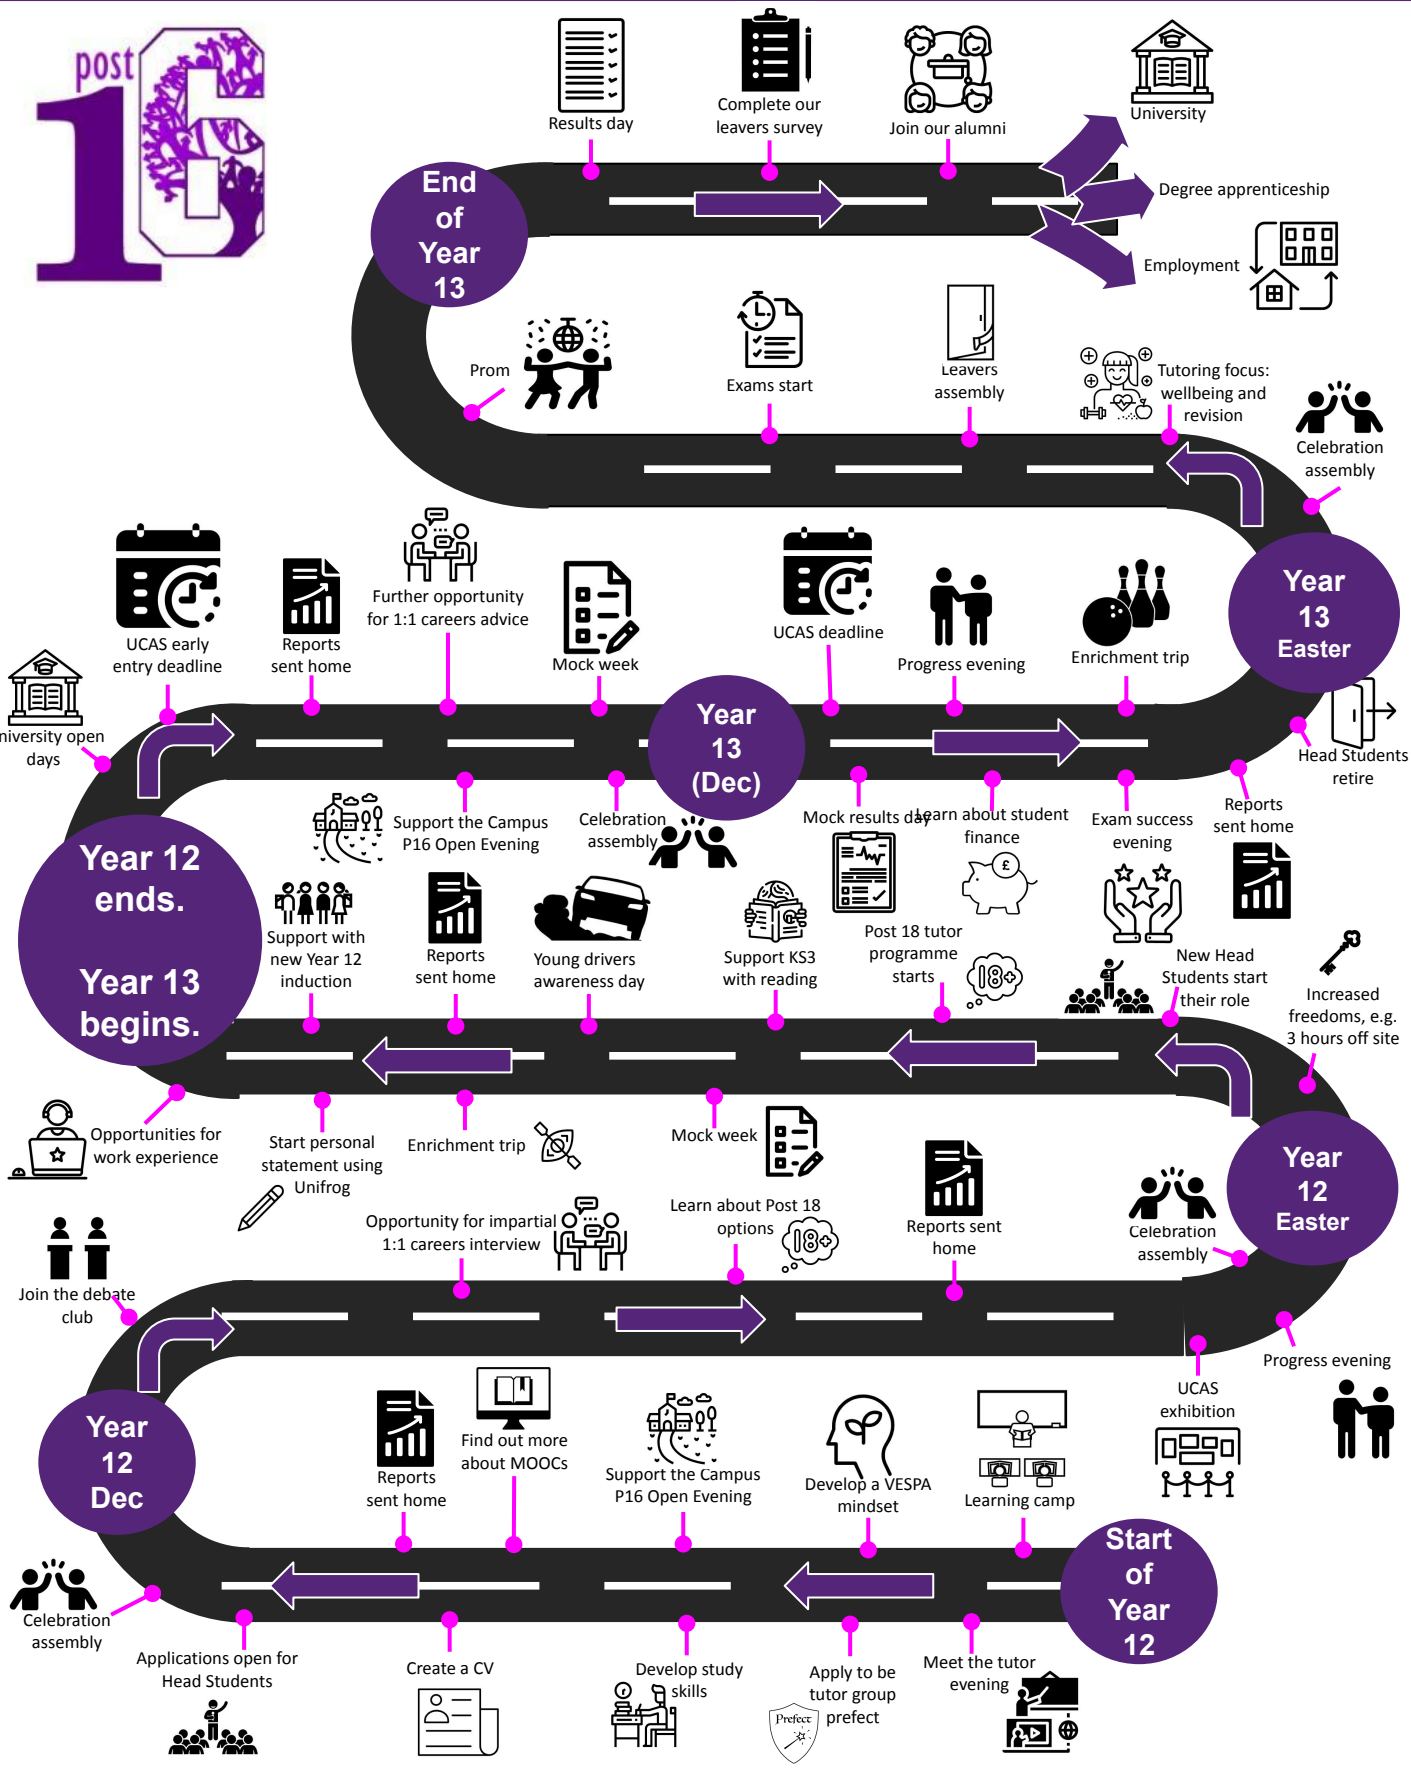 post
16
Results day
Complete our
leavers survey
Join our alumni
University
Degree apprenticeship
Employment
End
of
Year
13
Prom
Exams start
Leavers
assembly
Tutoring focus:
wellbeing and
revision
Celebration
assembly
Year
13
Easter
UCAS early
entry deadline
Reports
sent home
Further opportunity
for 1:1 careers advice
Mock week
UCAS deadline
Progress evening
Enrichment trip
niversity open
days
Year
13
(Dec)
Head Students
retire
Support the Campus
P16 Open Evening
Celebration
assembly
Mock results day
Learn about student
finance
£
Exam success
evening
Reports
sent home
Year 12
ends.
Year 13
begins.
Support with
new Year 12
induction
Reports
sent home
Young drivers
awareness day
Support KS3
with reading
Post 18 tutor
programme
starts
18+
New Head
Students start
their role
Increased
freedoms, e.g.
3 hours off site
Opportunities for
work experience
Start personal
statement using
Unifrog
Enrichment trip
Mock week
Year
12
Easter
Join the debate
club
Opportunity for impartial
1:1 careers interview
Learn about Post 18
options
18+
Reports sent
home
Celebration
assembly
Progress evening
UCAS
exhibition
Year
12
Dec
Reports
sent home
Find out more
about MOOCs
Support the Campus
P16 Open Evening
Develop a VESPA
mindset
Learning camp
Start
of
Year
12
Celebration
assembly
Applications open for
Head Students
Create a CV
Develop study
skills
Apply to be
tutor group
prefect
Prefect
Meet the tutor
evening